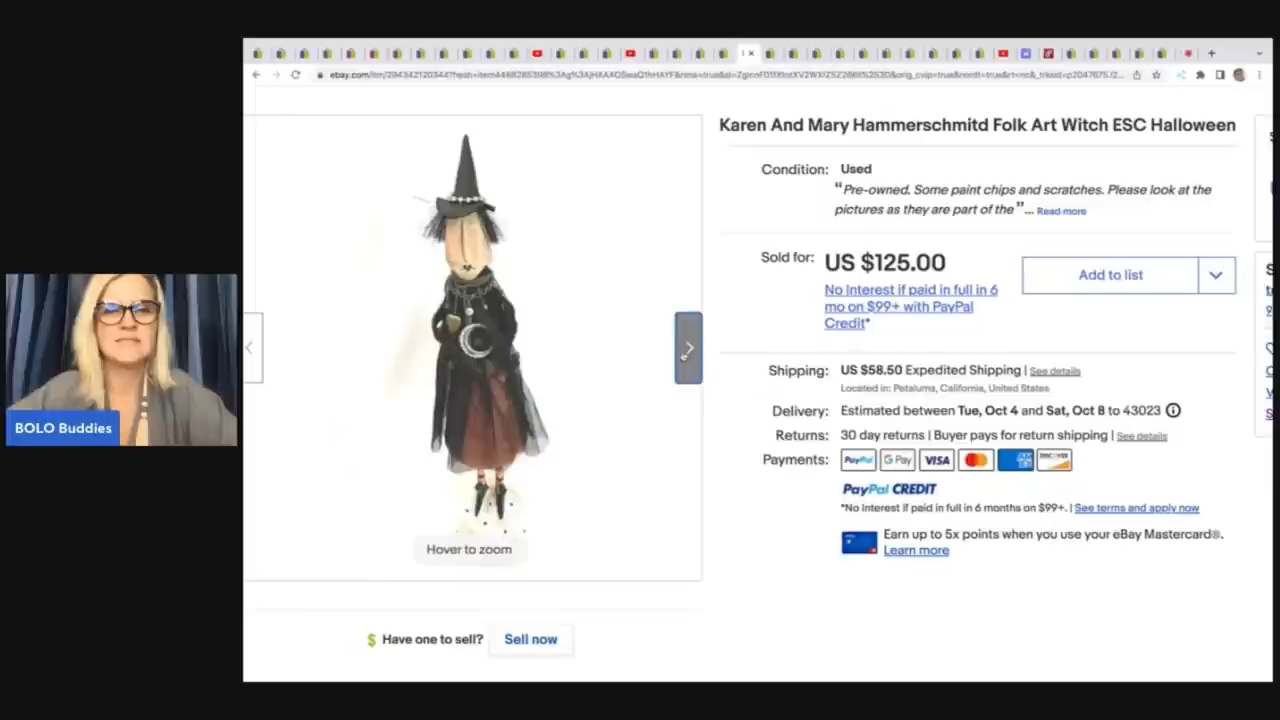 Karen And Mary Hammerschmitd Folk Art Witch ESC Halloween
Condition: Used
"Pre-owned. Some paint chips and scratches. Please look at the
pictures as they are part of the "... Read more
Sold for: US $125.00
Add to list
No Interest if paid in full in 6
mo on $99+ with PayPal
Credit*
Shipping: US $58.50 Expedited Shipping | See details
Located in: Petaluma, California, United States
Delivery: Estimated between Tue, Oct 4 and Sat, Oct 8 to 43023
Returns: 30 day returns | Buyer pays for return shipping | See details
Payments: PayPal G Pay VISA DISCOVER
PayPal CREDIT
*No Interest if paid in full in 6 months on $99+. | See terms and apply now
Earn up to 5x points when you use your eBay Mastercard®.
Learn more
Hover to zoom
$ Have one to sell? Sell now
BOLO Buddies